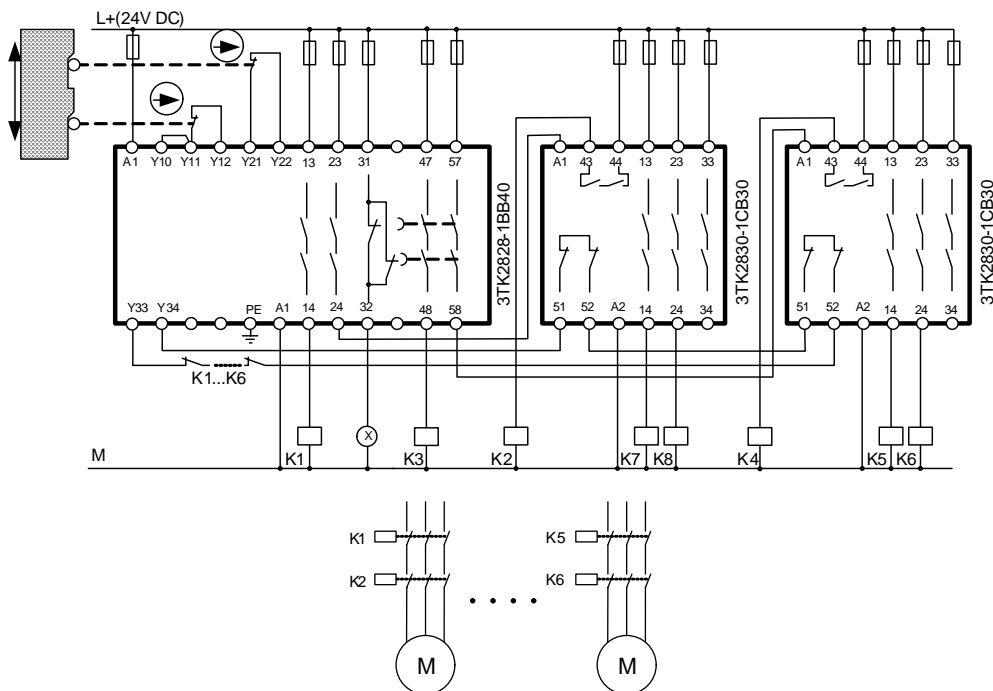 L+(24V DC)
A1 Y10 Y11 Y12 Y21 Y22 13 23 31 47 57
A1 43 44 13 23 33
A1 43 44 13 23 33
3TK2828-1BB40
3TK2830-1CB30
3TK2830-1CB30
Y33 Y34 PE A1 14 24 32 48 58
51 52 A2 14 24 34
51 52 A2 14 24 34
K1...K6
X
M K1 K3 K2 K7 K8 K4 K5 K6
K1 K5
K2 K6
M M